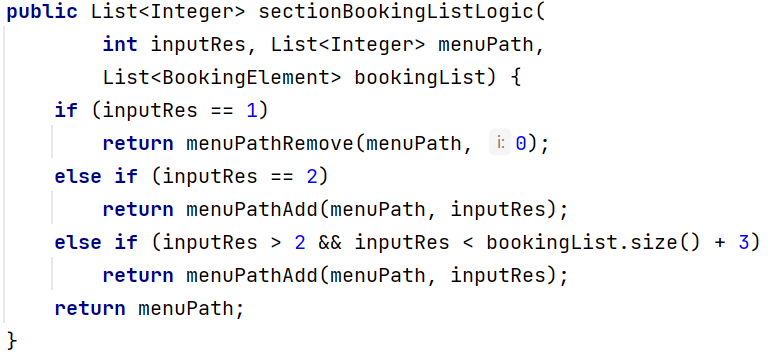 public List<Integer> sectionBookingListLogic(
        int inputRes, List<Integer> menuPath,
        List<BookingElement> bookingList) {
    if (inputRes == 1)
        return menuPathRemove(menuPath, i: 0);
    else if (inputRes == 2)
        return menuPathAdd(menuPath, inputRes);
    else if (inputRes > 2 && inputRes < bookingList.size() + 3)
        return menuPathAdd(menuPath, inputRes);
    return menuPath;
}